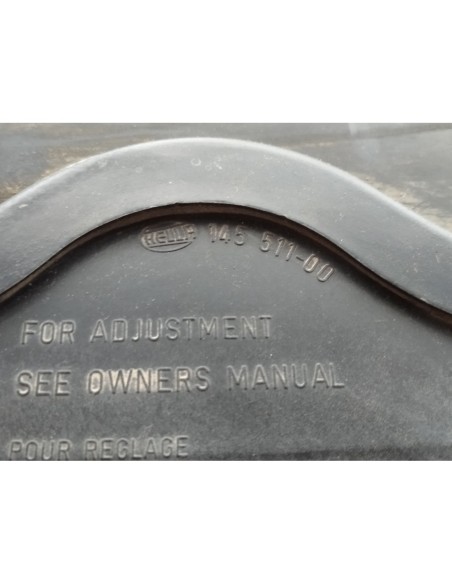 HELLA 145 511-00
FOR ADJUSTMENT
SEE OWNERS MANUAL
POUR REGLAGE